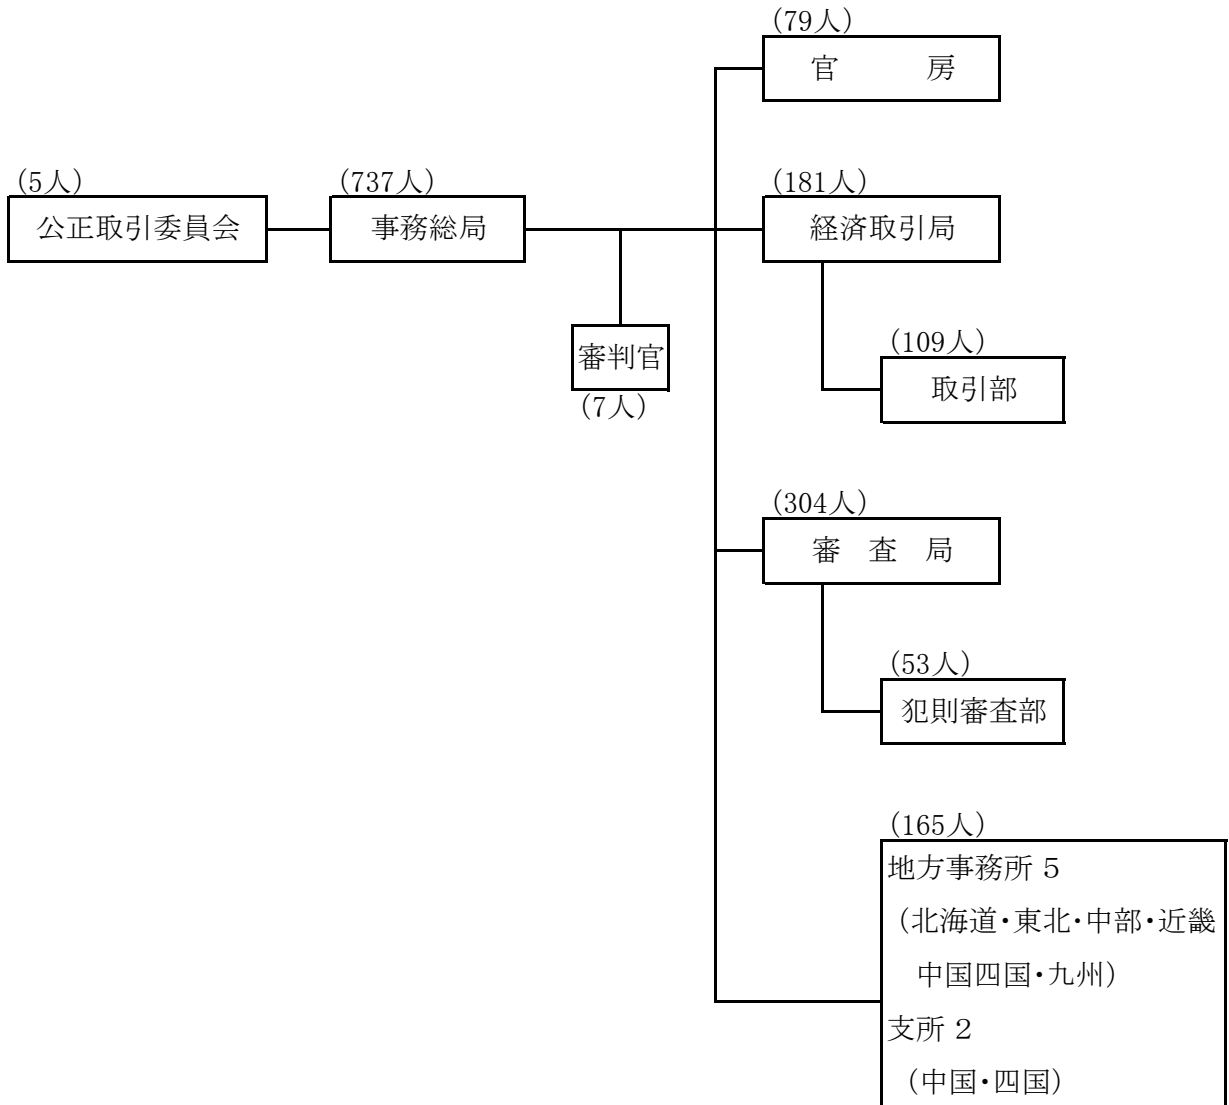 (79人)
官　　　房
(5人)
公正取引委員会
(737人)
事務総局
(181人)
経済取引局
審判官
(7人)
(109人)
取引部
(304人)
審　査　局
(53人)
犯則審査部
(165人)
地方事務所 5
(北海道・東北・中部・近畿
中国四国・九州)
支所 2
(中国・四国)